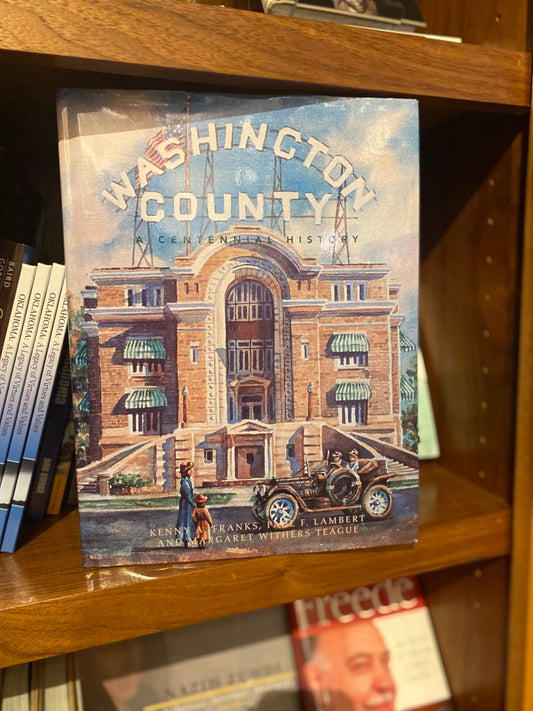 WASHINGTON
COUNTY
A CENTENNIAL HISTORY
KENNY FRANKS, F. LAMBERT
AND MARGARET WITHERS TEAGUE
BAIRD
OKLAHOMA: A Legacy of Virtues and Values
OKLAHOMA: A Legacy of Virtues and Values
OKLAHOMA: A Legacy of Virtues and Values
Freede